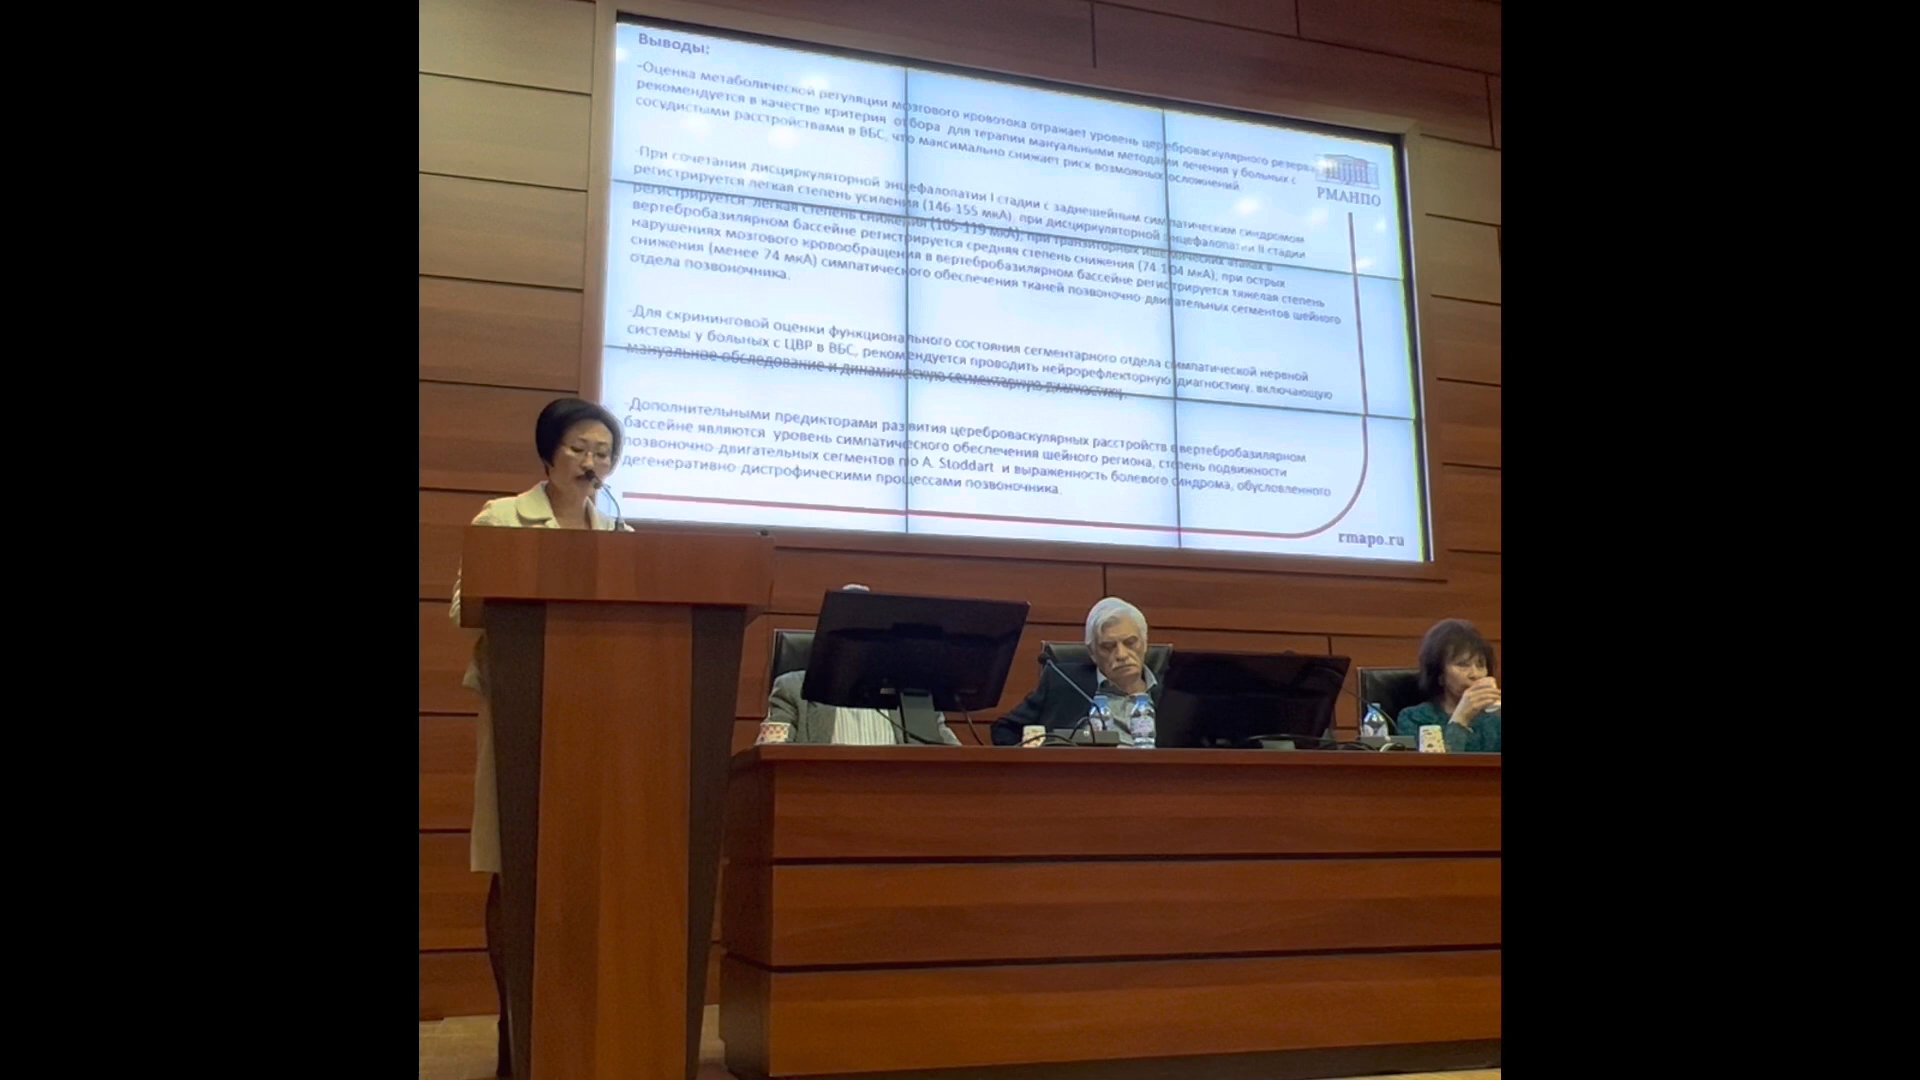 Выводы:
-Оценка метаболической регуляции мозгового кровотока отражает уровень цереброваскулярного резерва
рекомендуется в качестве критерия отбора для терапии мануальными методами лечения у больных с
сосудистыми расстройствами в ВБС, что максимально снижает риск возможных осложнений.
-При сочетании дисциркуляторной энцефалопатии I стадии с заднешейным симпатическим синдромом
регистрируется легкая степень усиления (146-155 мкА), при дисциркуляторной энцефалопатии II стадии
регистрируется легкая степень снижения (105-119 мкА), при транзиторных ишемических атаках в
вертебробазилярном бассейне регистрируется средняя степень снижения (74-104 мкА), при острых
нарушениях мозгового кровообращения в вертебробазилярном бассейне регистрируется тяжелая степень
снижения (менее 74 мкА) симпатического обеспечения тканей позвоночно-двигательных сегментов шейного
отдела позвоночника.
-Для скрининговой оценки функционального состояния сегментарного отдела симпатической нервной
системы у больных с ЦВР в ВБС, рекомендуется проводить нейрорефлекторную диагностику, включающую
мануальное обследование и динамическую сегментарную диагностику.
-Дополнительными предикторами развития цереброваскулярных расстройств в вертебробазилярном
бассейне являются уровень симпатического обеспечения шейного региона, степень подвижности
позвоночно-двигательных сегментов по A. Stoddart и выраженность болевого синдрома, обусловленного
дегенеративно-дистрофическими процессами позвоночника.
РМАНПО
rmapo.ru